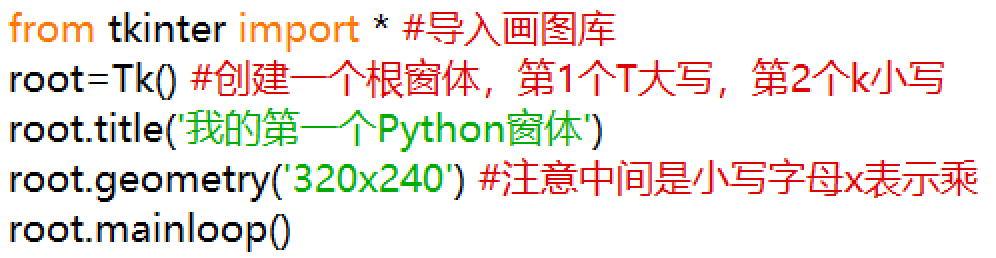 from tkinter import * #导入画图库
root=Tk() #创建一个根窗体，第1个T大写，第2个k小写
root.title('我的第一个Python窗体')
root.geometry('320x240') #注意中间是小写字母x表示乘
root.mainloop()